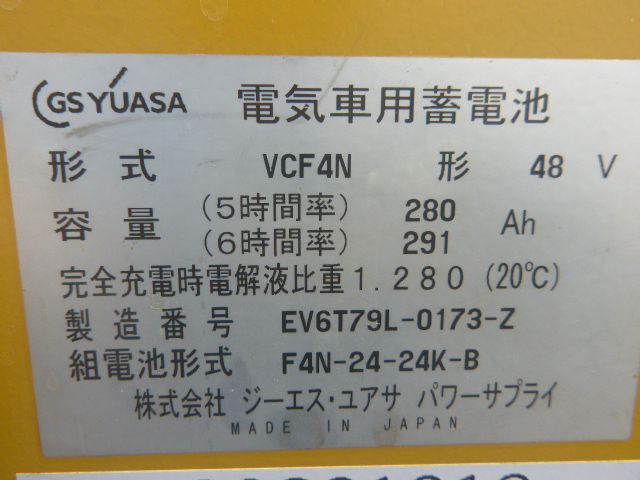 GS YUASA 電気車用蓄電池
形式 VCF4N 形 48 V
容量 (5時間率) 280 Ah
(6時間率) 291
完全充電時電解液比重1.280(20℃)
製造番号 EV6T79L-0173-Z
組電池形式 F4N-24-24K-B
株式会社 ジーエス・ユアサ パワーサプライ
MADE IN JAPAN